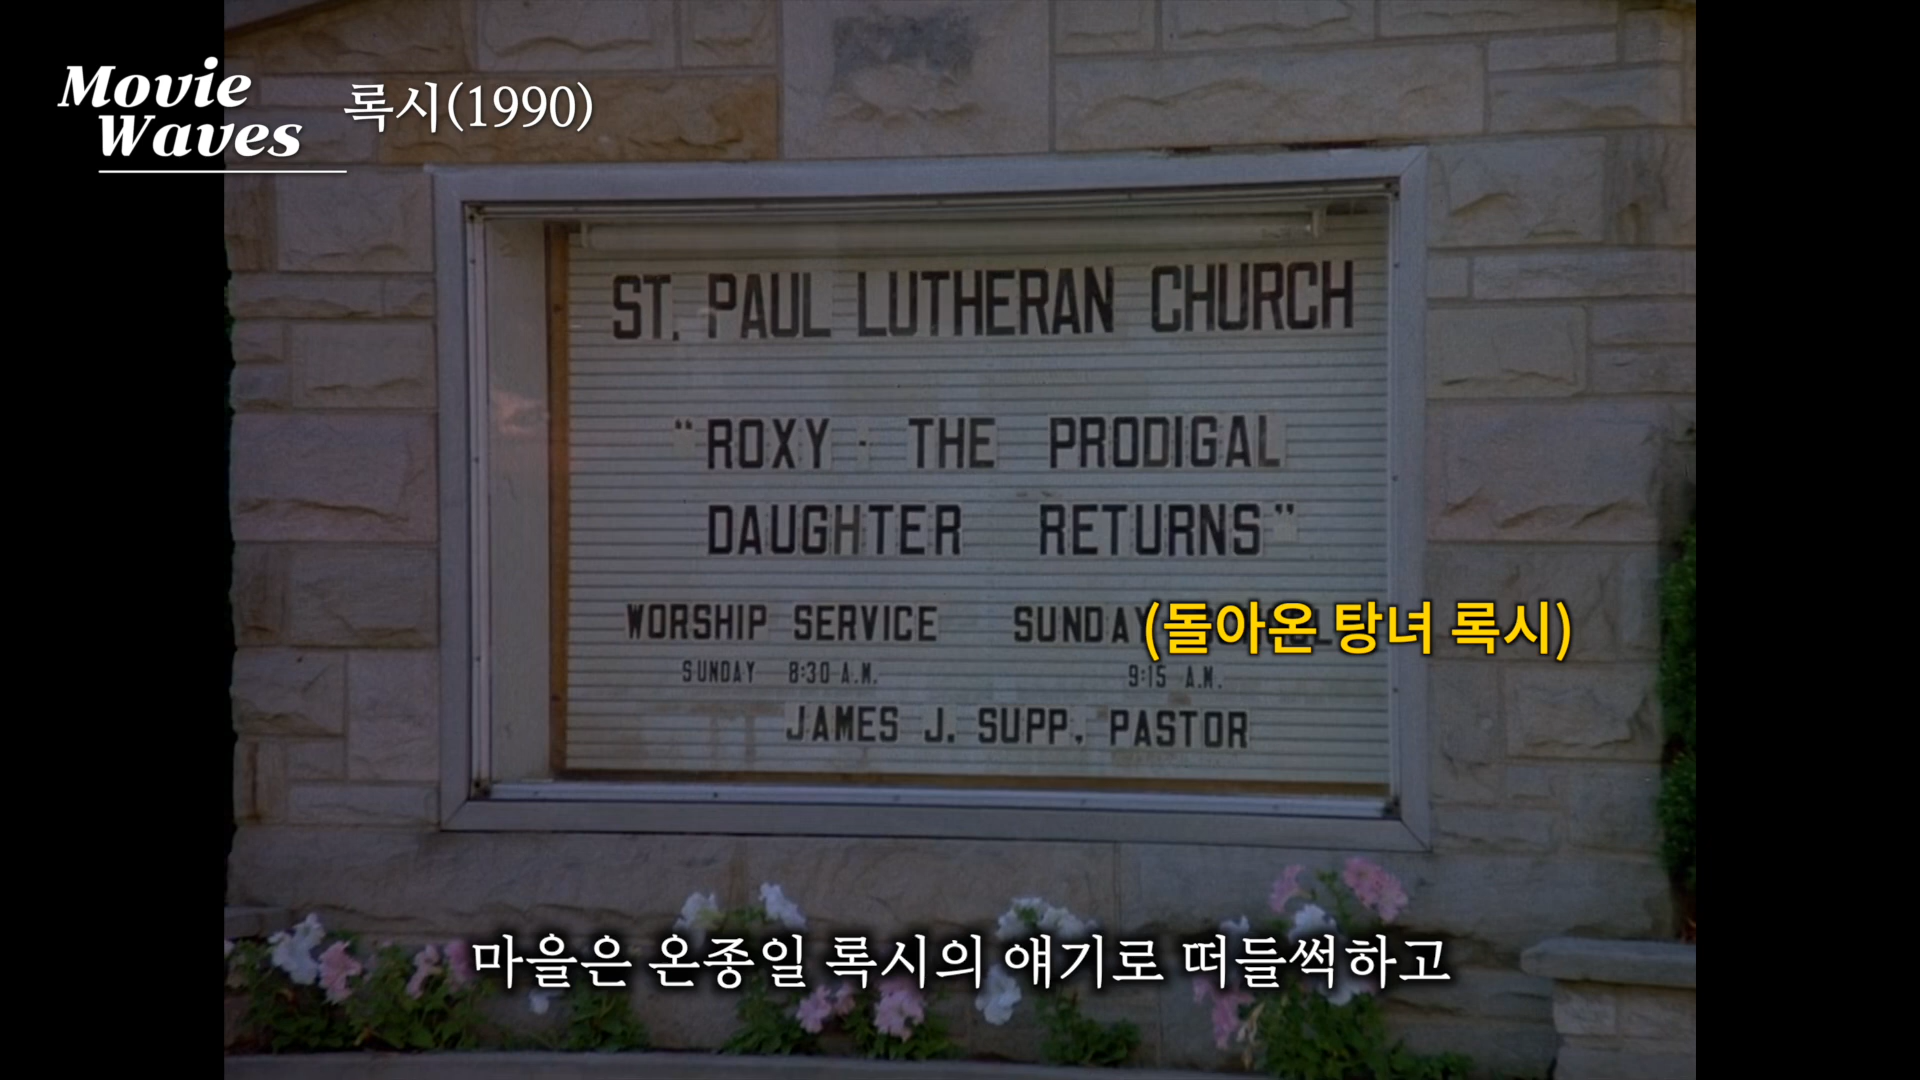 Movie
Waves
록시(1990)
ST. PAUL LUTHERAN CHURCH
"ROXY - THE PRODIGAL
DAUGHTER RETURNS"
WORSHIP SERVICE SUNDAY
(돌아온 탕녀 록시)
SUNDAY 8:30 A.M. 9:15 A.M.
JAMES J. SUPP, PASTOR
마을은 온종일 록시의 얘기로 떠들썩하고